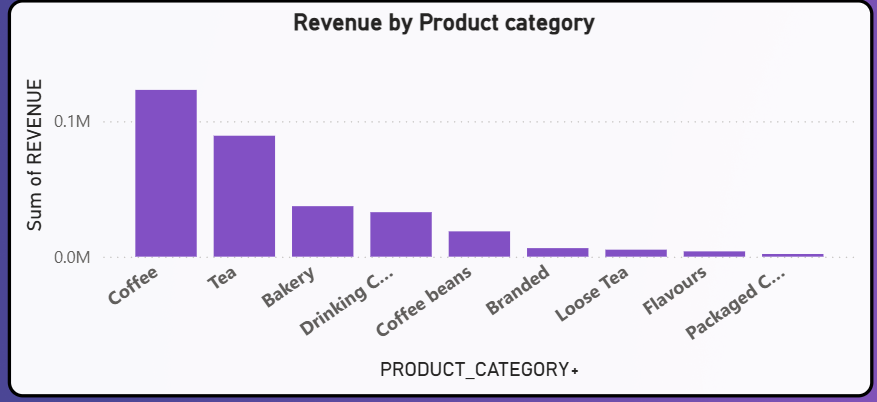 Revenue by Product category
Sum of REVENUE
0.1M
0.0M
Coffee
Tea
Bakery
Drinking C...
Coffee beans
Branded
Loose Tea
Flavours
Packaged C...
PRODUCT_CATEGORY+